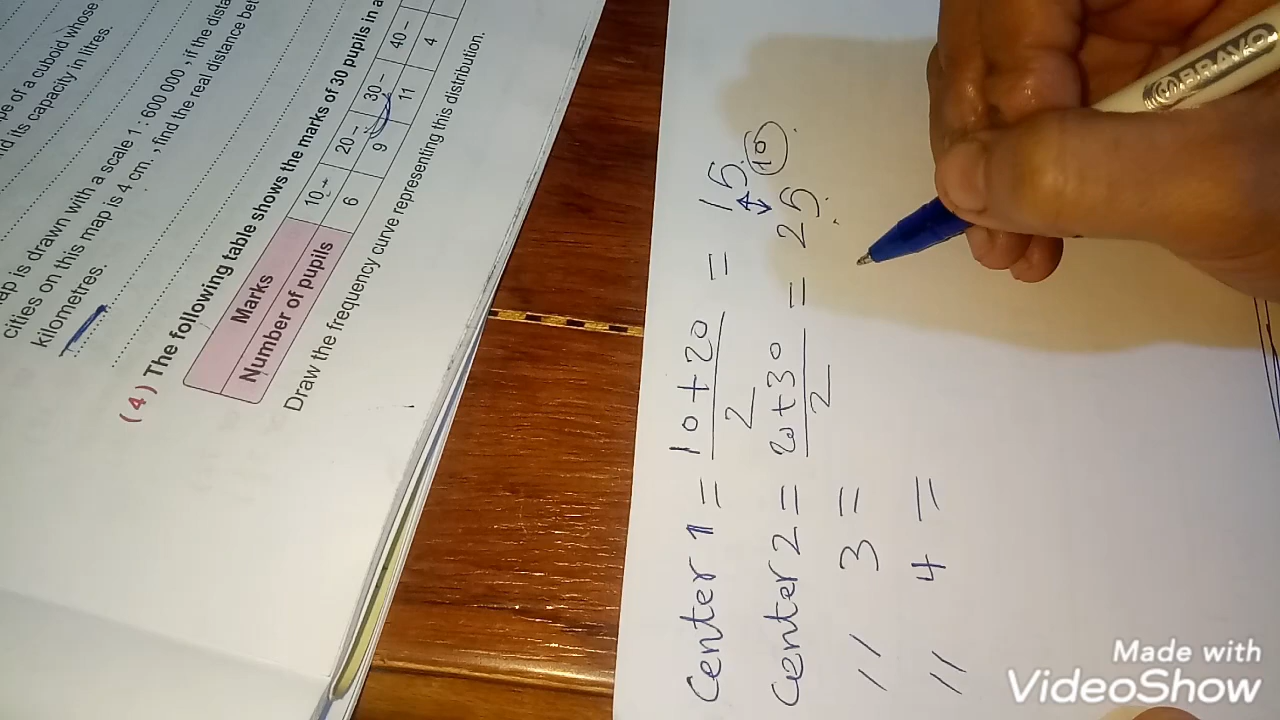 pe of a cuboid whose
nd its capacity in litres.
ap is drawn with a scale 1 : 600 000 , if the dista
cities on this map is 4 cm. , find the real distance bet
kilometres.
(4) The following table shows the marks of 30 pupils in a
Marks 10 - 20 - 30 - 40 -
Number of pupils 6 9 11 4
Draw the frequency curve representing this distribution.
Center 1 = 10 + 20 / 2 = 15
10
Center 2 = 20 + 30 / 2 = 25
// 3 =
// 4 =
BRAVO
Made with
VideoShow